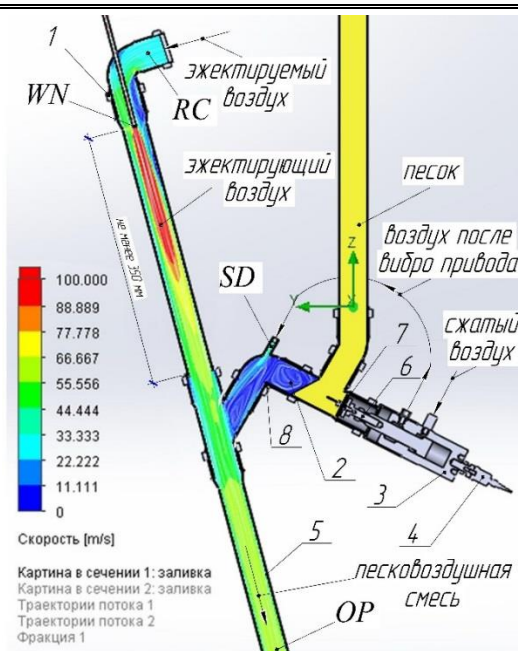 1
WN
RC
эжектируемый
воздух
эжектирующий
воздух
песок
не менее 350 мм
воздух после
вибро привода
Z
Y
X
SD
сжатый
воздух
7
6
8
2
3
4
100.000
88.889
77.778
66.667
55.556
44.444
33.333
22.222
11.111
0
Скорость [m/s]
Картина в сечении 1: заливка
Картина в сечении 2: заливка
Траектории потока 1
Траектории потока 2
Фракция 1
5
песковоздушная
смесь
OP